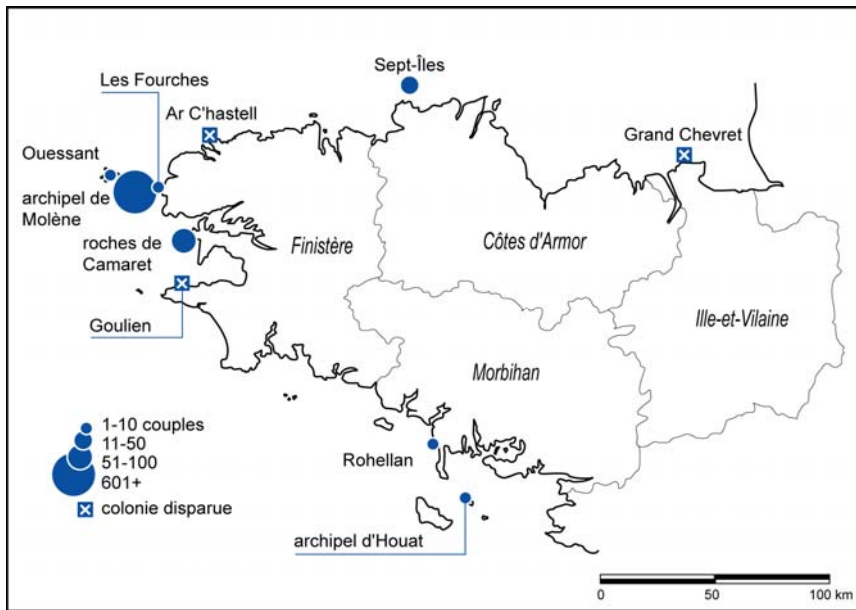 Sept-Îles
Les Fourches
Ar C'hastell
Grand Chevret
Ouessant
archipel de
Molène
roches de
Camaret
Finistère
Côtes d'Armor
Goulien
Ille-et-Vilaine
Morbihan
1-10 couples
11-50
51-100
601+
colonie disparue
Rohellan
archipel d'Houat
0 50 100 km